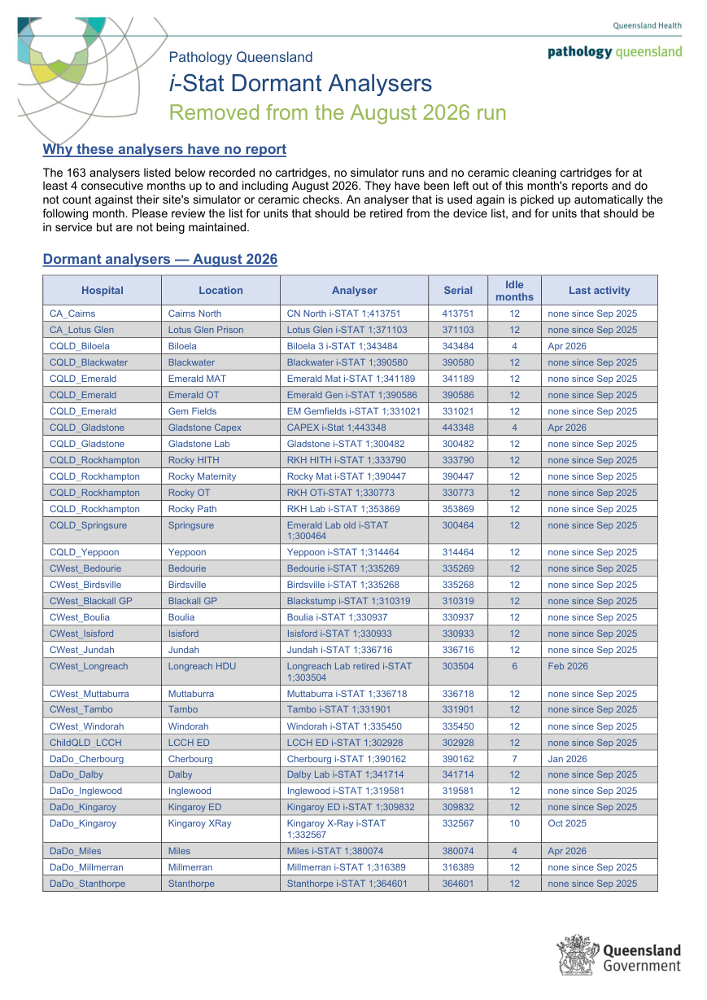 Queensland Health
pathology queensland
Pathology Queensland
i-Stat Dormant Analysers
Removed from the August 2026 run
Why these analysers have no report
The 163 analysers listed below recorded no cartridges, no simulator runs and no ceramic cleaning cartridges for at
least 4 consecutive months up to and including August 2026. They have been left out of this month's reports and do
not count against their site's simulator or ceramic checks. An analyser that is used again is picked up automatically the
following month. Please review the list for units that should be retired from the device list, and for units that should be
in service but are not being maintained.
Dormant analysers — August 2026
Hospital Location Analyser Serial Idle months Last activity
CA_Cairns Cairns North CN North i-STAT 1;413751 413751 12 none since Sep 2025
CA_Lotus Glen Lotus Glen Prison Lotus Glen i-STAT 1;371103 371103 12 none since Sep 2025
CQLD_Biloela Biloela Biloela 3 i-STAT 1;343484 343484 4 Apr 2026
CQLD_Blackwater Blackwater Blackwater i-STAT 1;390580 390580 12 none since Sep 2025
CQLD_Emerald Emerald MAT Emerald Mat i-STAT 1;341189 341189 12 none since Sep 2025
CQLD_Emerald Emerald OT Emerald Gen i-STAT 1;390586 390586 12 none since Sep 2025
CQLD_Emerald Gem Fields EM Gemfields i-STAT 1;331021 331021 12 none since Sep 2025
CQLD_Gladstone Gladstone Capex CAPEX i-Stat 1;443348 443348 4 Apr 2026
CQLD_Gladstone Gladstone Lab Gladstone i-STAT 1;300482 300482 12 none since Sep 2025
CQLD_Rockhampton Rocky HITH RKH HITH i-STAT 1;333790 333790 12 none since Sep 2025
CQLD_Rockhampton Rocky Maternity Rocky Mat i-STAT 1;390447 390447 12 none since Sep 2025
CQLD_Rockhampton Rocky OT RKH OTi-STAT 1;330773 330773 12 none since Sep 2025
CQLD_Rockhampton Rocky Path RKH Lab i-STAT 1;353869 353869 12 none since Sep 2025
CQLD_Springsure Springsure Emerald Lab old i-STAT 1;300464 300464 12 none since Sep 2025
CQLD_Yeppoon Yeppoon Yeppoon i-STAT 1;314464 314464 12 none since Sep 2025
CWest_Bedourie Bedourie Bedourie i-STAT 1;335269 335269 12 none since Sep 2025
CWest_Birdsville Birdsville Birdsville i-STAT 1;335268 335268 12 none since Sep 2025
CWest_Blackall GP Blackall GP Blackstump i-STAT 1;310319 310319 12 none since Sep 2025
CWest_Boulia Boulia Boulia i-STAT 1;330937 330937 12 none since Sep 2025
CWest_Isisford Isisford Isisford i-STAT 1;330933 330933 12 none since Sep 2025
CWest_Jundah Jundah Jundah i-STAT 1;336716 336716 12 none since Sep 2025
CWest_Longreach Longreach HDU Longreach Lab retired i-STAT 1;303504 303504 6 Feb 2026
CWest_Muttaburra Muttaburra Muttaburra i-STAT 1;336718 336718 12 none since Sep 2025
CWest_Tambo Tambo Tambo i-STAT 1;331901 331901 12 none since Sep 2025
CWest_Windorah Windorah Windorah i-STAT 1;335450 335450 12 none since Sep 2025
ChildQLD_LCCH LCCH ED LCCH ED i-STAT 1;302928 302928 12 none since Sep 2025
DaDo_Cherbourg Cherbourg Cherbourg i-STAT 1;390162 390162 7 Jan 2026
DaDo_Dalby Dalby Dalby Lab i-STAT 1;341714 341714 12 none since Sep 2025
DaDo_Inglewood Inglewood Inglewood i-STAT 1;319581 319581 12 none since Sep 2025
DaDo_Kingaroy Kingaroy ED Kingaroy ED i-STAT 1;309832 309832 12 none since Sep 2025
DaDo_Kingaroy Kingaroy XRay Kingaroy X-Ray i-STAT 1;332567 332567 10 Oct 2025
DaDo_Miles Miles Miles i-STAT 1;380074 380074 4 Apr 2026
DaDo_Millmerran Millmerran Millmerran i-STAT 1;316389 316389 12 none since Sep 2025
DaDo_Stanthorpe Stanthorpe Stanthorpe i-STAT 1;364601 364601 12 none since Sep 2025
Queensland
Government